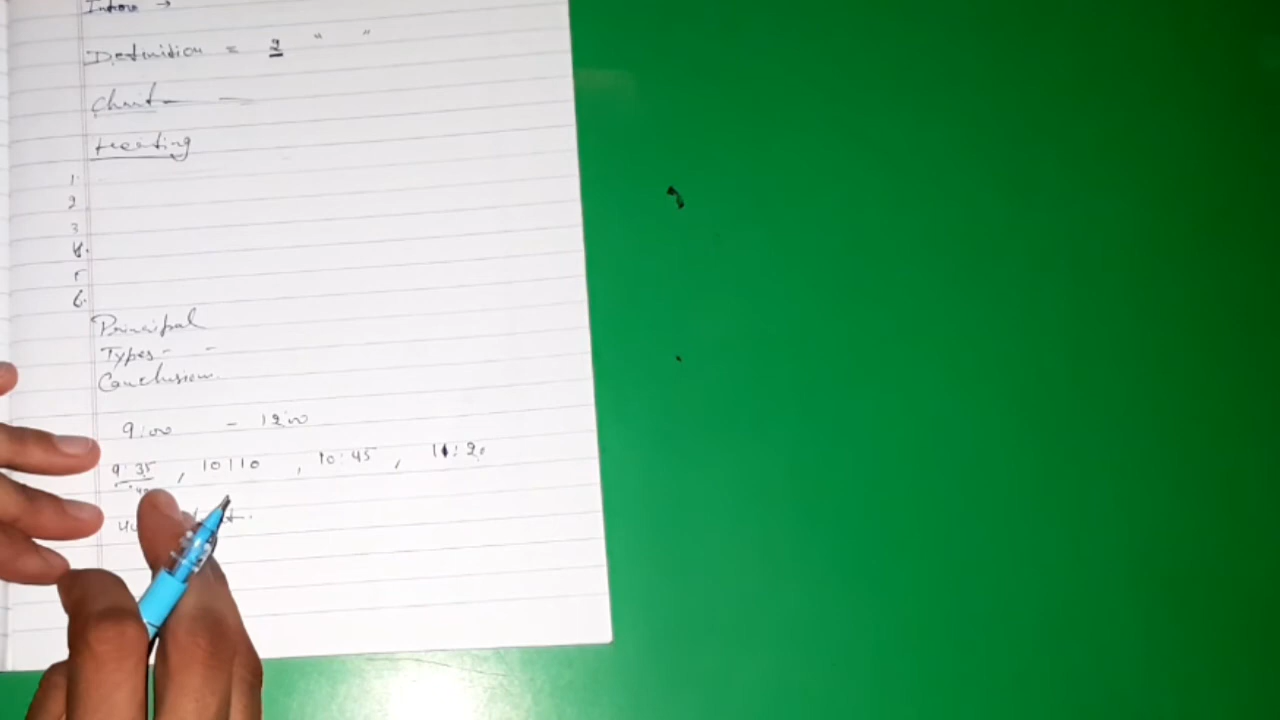 Intro →
Definition = 2 " "
Chart - -
Heading
1.
2
3
4.
5
6.
Principal
Types - -
Conclusion.
9:00 - 12:00
9:35 , 10:10 , 10:45 , 11:20